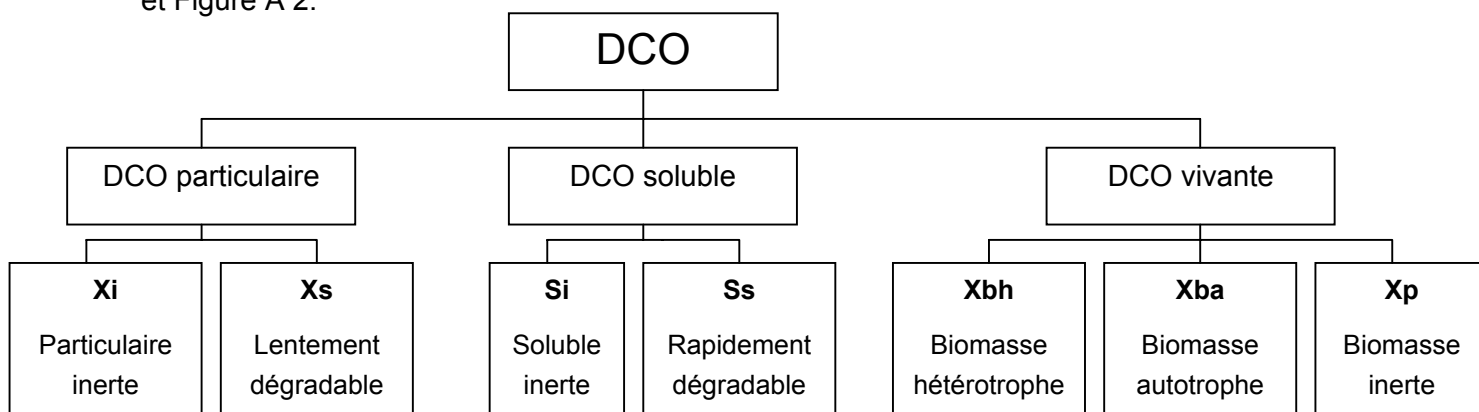 et Figure A 2.
DCO
DCO particulaire
DCO soluble
DCO vivante
Xi
Particulaire
inerte
Xs
Lentement
dégradable
Si
Soluble
inerte
Ss
Rapidement
dégradable
Xbh
Biomasse
hétérotrophe
Xba
Biomasse
autotrophe
Xp
Biomasse
inerte